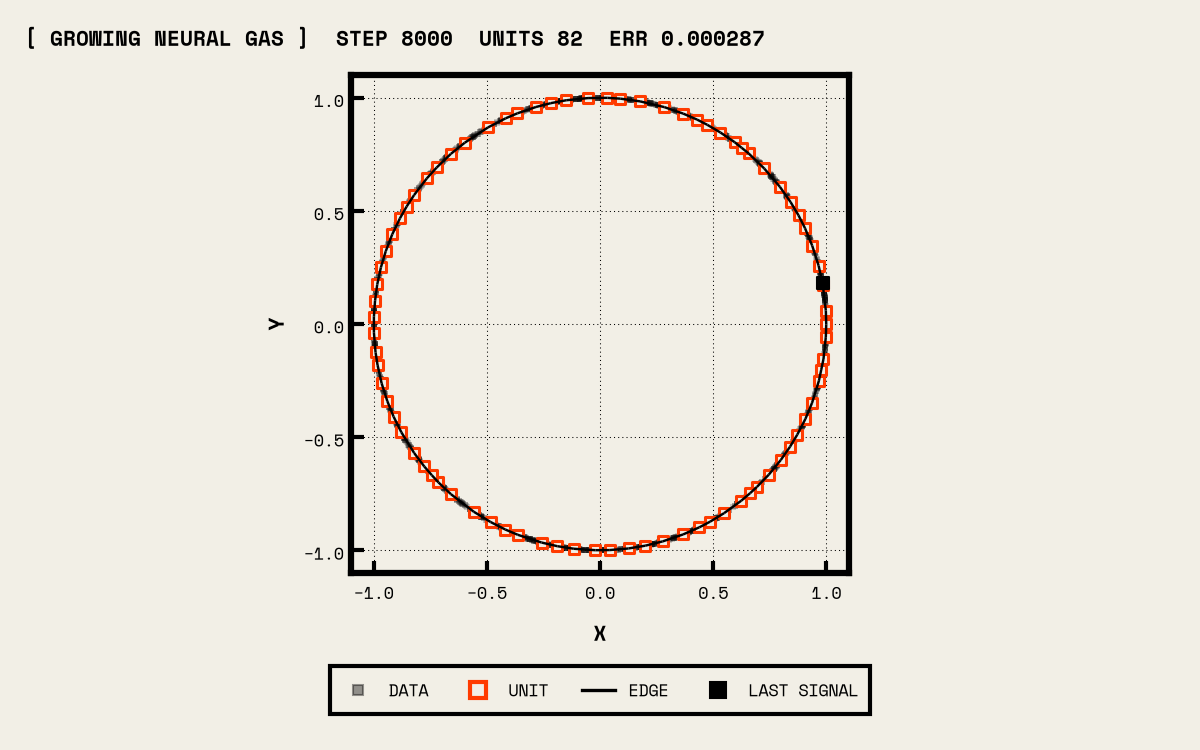 [ GROWING NEURAL GAS ]  STEP 8000  UNITS 82  ERR 0.000287
1.0
0.5
0.0
−0.5
−1.0
Y
−1.0 −0.5 0.0 0.5 1.0
X
DATA UNIT EDGE LAST SIGNAL